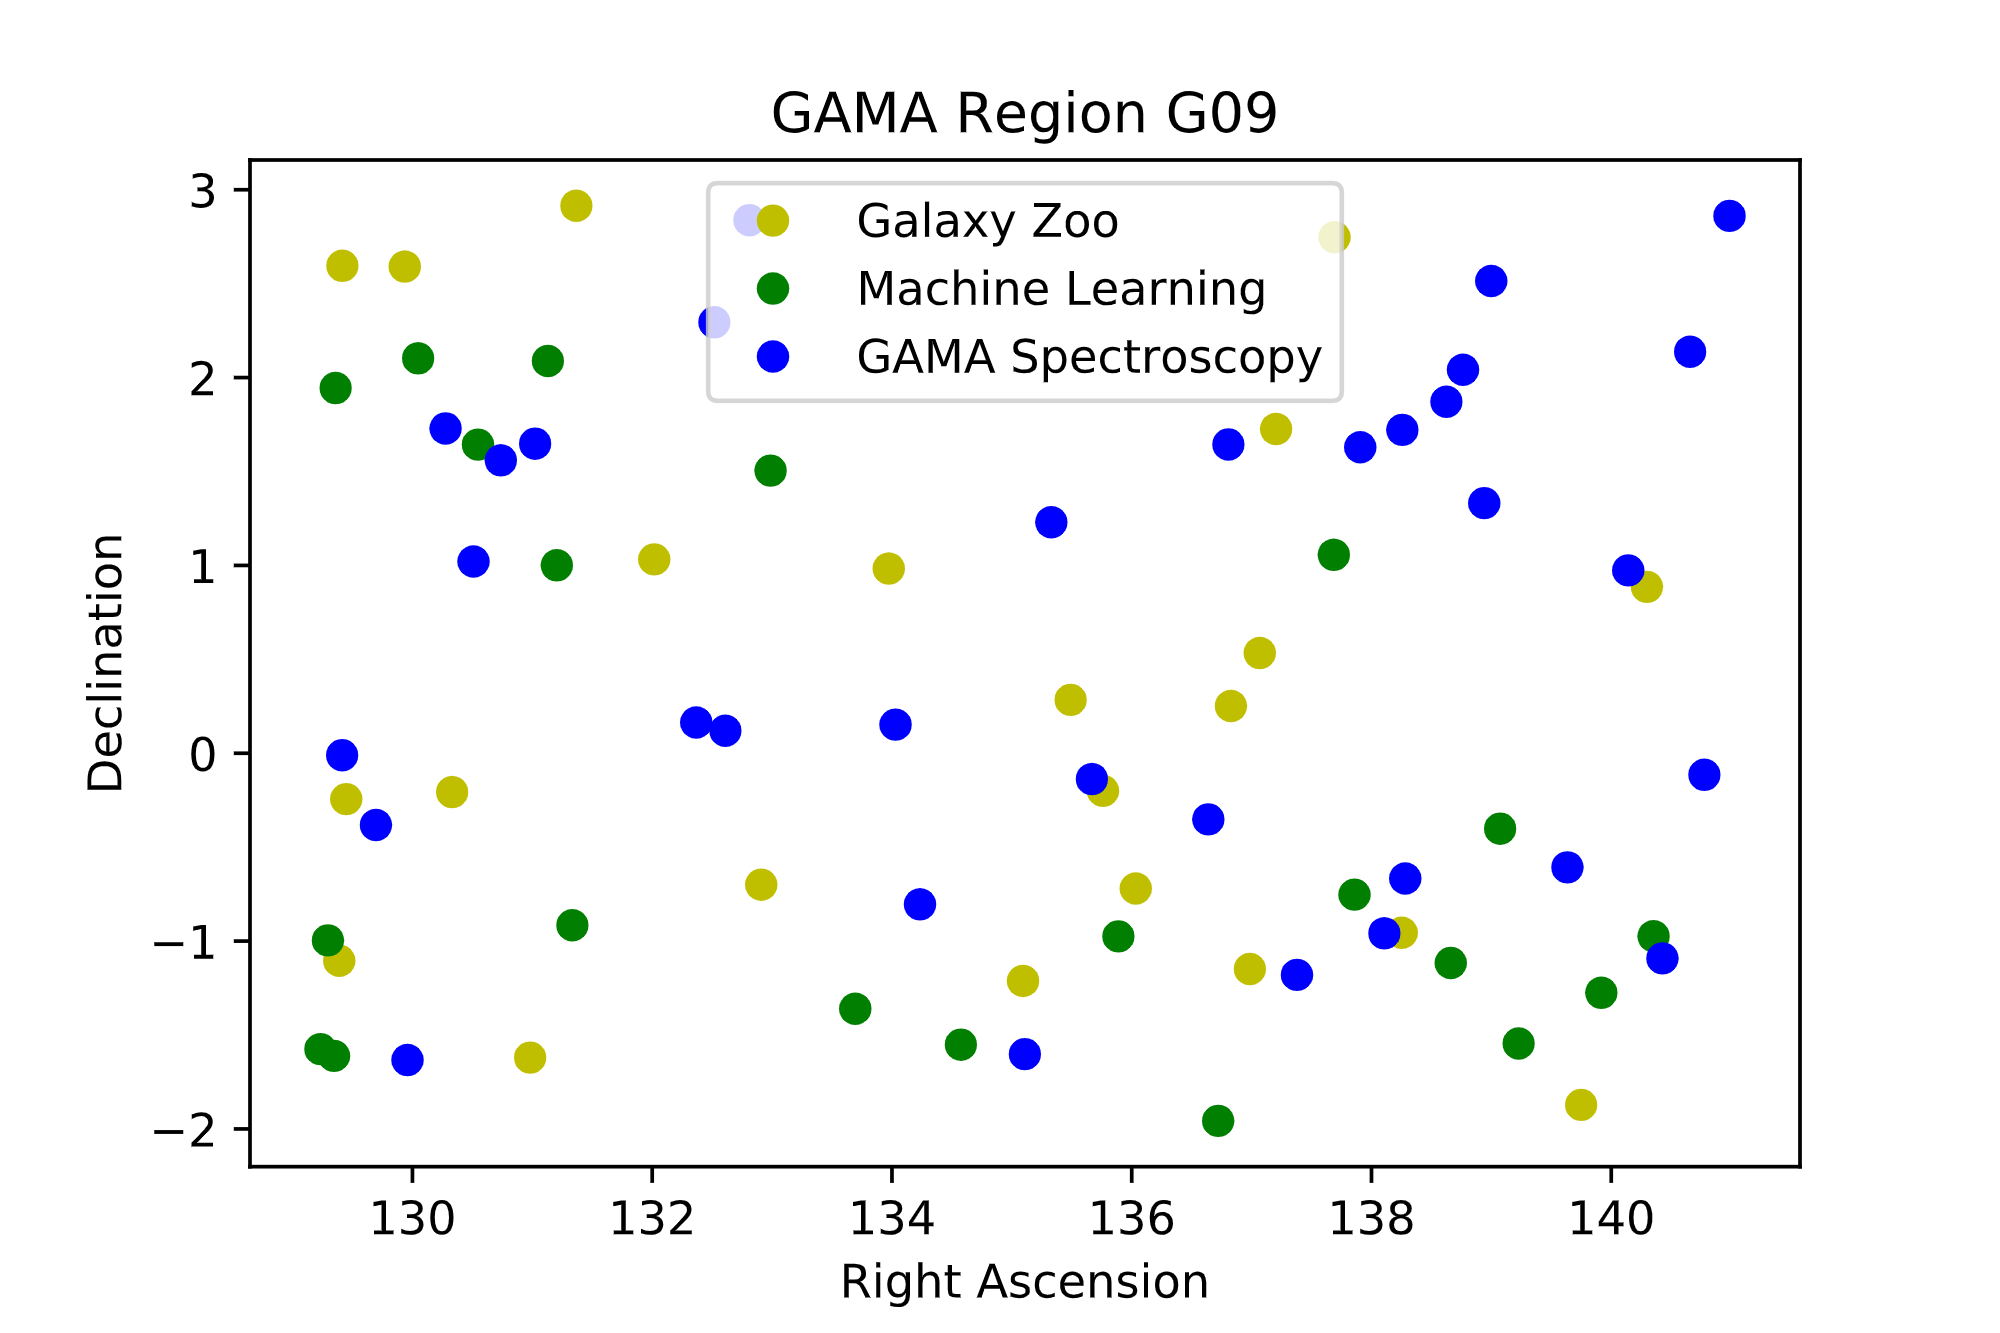 GAMA Region G09
Galaxy Zoo
Machine Learning
GAMA Spectroscopy
3
2
1
0
−1
−2
Declination
130 132 134 136 138 140
Right Ascension